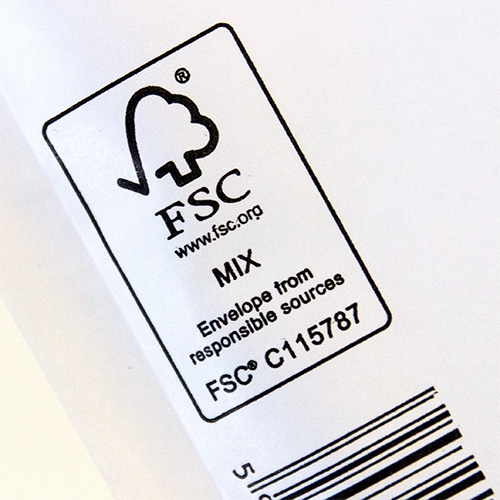 ®
FSC
www.fsc.org
MIX
Envelope from
responsible sources
FSC® C115787
5